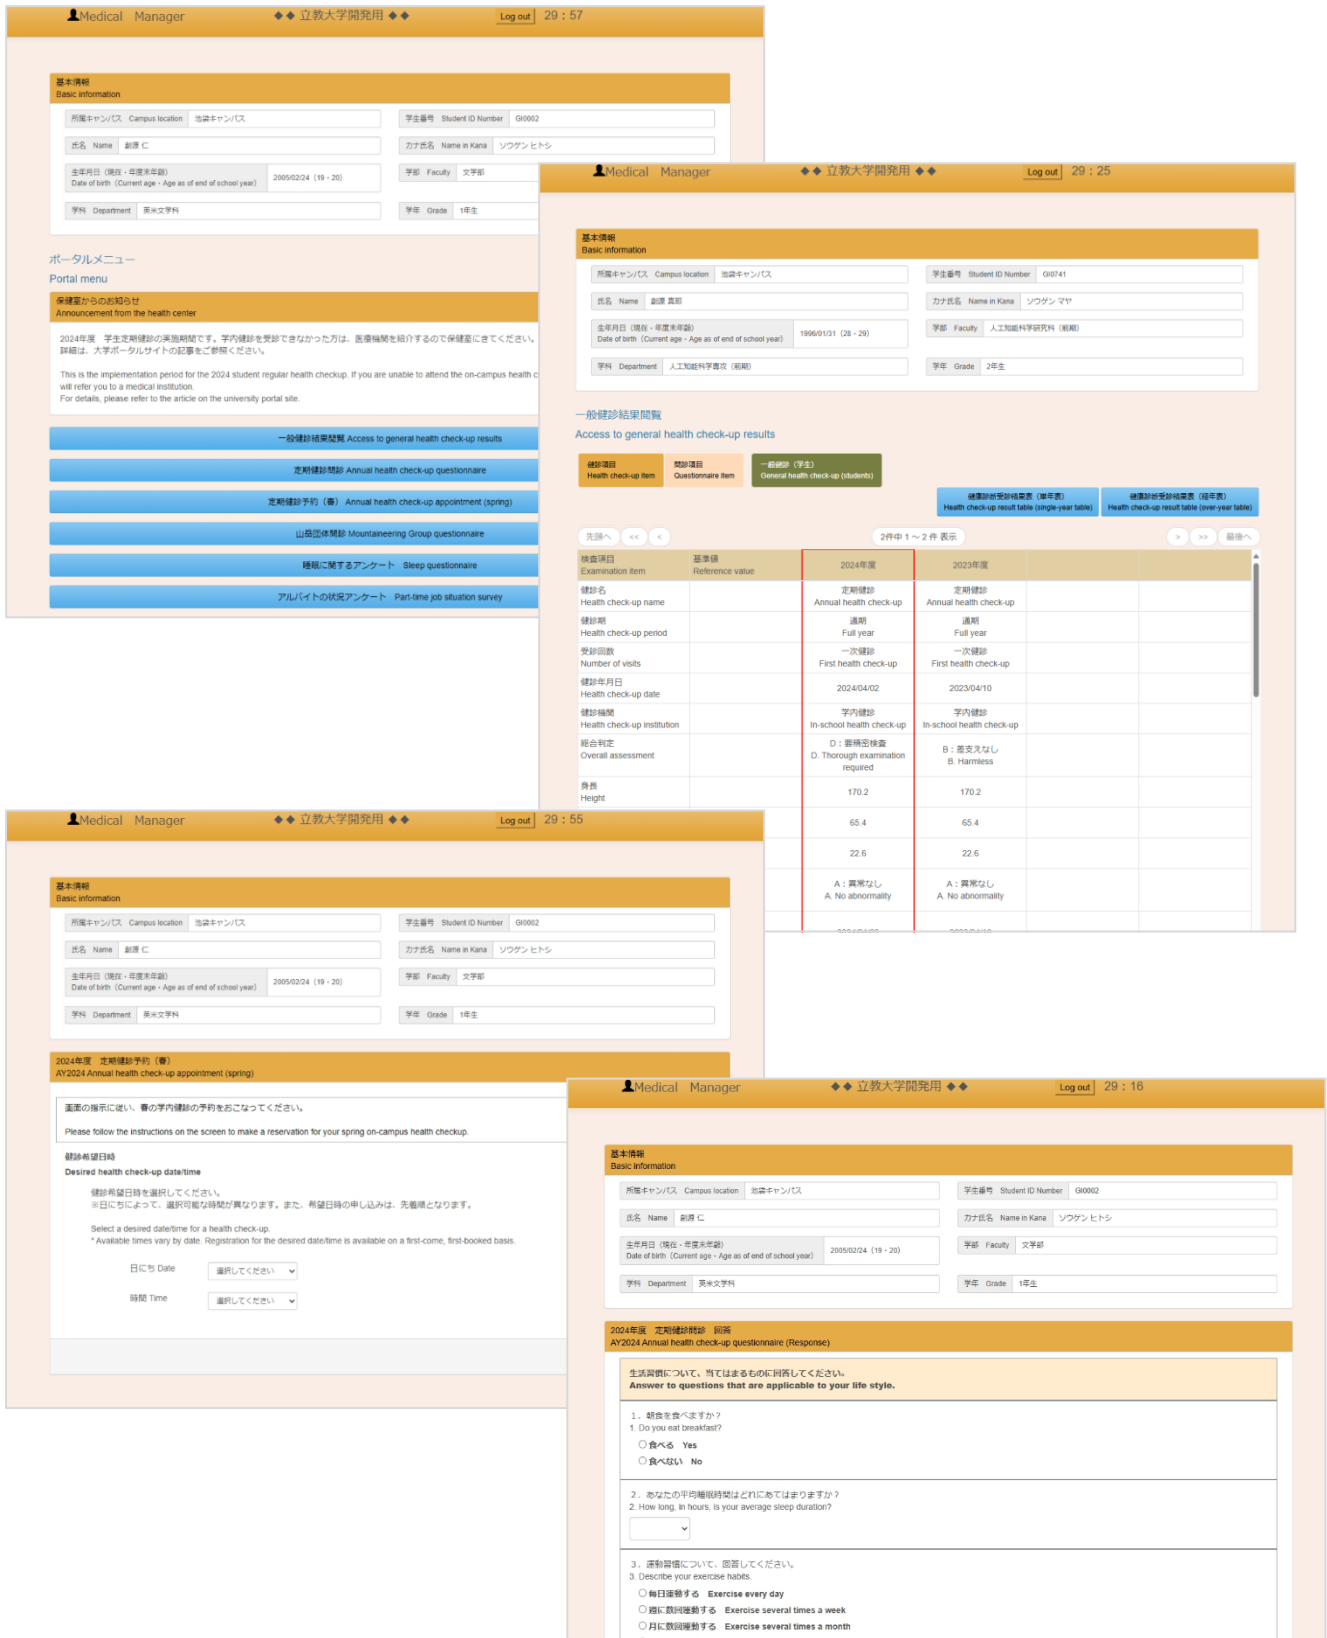 Medical Manager
◆◆ 立教大学開発用 ◆◆
Log out
29：57
基本情報
Basic information
所属キャンパス Campus location 池袋キャンパス
学生番号 Student ID Number GI0002
氏名 Name 創原 仁
カナ氏名 Name in Kana ソウゲン ヒトシ
生年月日（現在・年度末年齢）
Date of birth（Current age・Age as of end of school year） 2005/02/24（19・20）
学部 Faculty 文学部
学科 Department 英米文学科
学年 Grade 1年生
ポータルメニュー
Portal menu
保健室からのお知らせ
Announcement from the health center
2024年度　学生定期健診の実施期間です。学内健診を受診できなかった方は、医療機関を紹介するので保健室にきてください。
詳細は、大学ポータルサイトの記事をご参照ください。
This is the implementation period for the 2024 student regular health checkup. If you are unable to attend the on-campus health c
will refer you to a medical institution.
For details, please refer to the article on the university portal site.
一般健診結果閲覧 Access to general health check-up results
定期健診問診 Annual health check-up questionnaire
定期健診予約（春） Annual health check-up appointment (spring)
山岳団体問診 Mountaineering Group questionnaire
睡眠に関するアンケート　Sleep questionnaire
アルバイトの状況アンケート　Part-time job situation survey
Medical Manager
◆◆ 立教大学開発用 ◆◆
Log out
29：25
基本情報
Basic information
所属キャンパス Campus location 池袋キャンパス
学生番号 Student ID Number GI0741
氏名 Name 創原 真耶
カナ氏名 Name in Kana ソウゲン マヤ
生年月日（現在・年度末年齢）
Date of birth（Current age・Age as of end of school year） 1996/01/31（28・29）
学部 Faculty 人工知能科学研究科（前期）
学科 Department 人工知能科学専攻（前期）
学年 Grade 2年生
一般健診結果閲覧
Access to general health check-up results
健診項目
Health check-up item
問診項目
Questionnaire item
一般健診（学生）
General health check-up (students)
健康診断受診結果表（単年表）
Health check-up result table (single-year table)
健康診断受診結果表（経年表）
Health check-up result table (over-year table)
先頭へ << < 2件中 1 ～ 2 件 表示 > >> 最後へ
検査項目 基準値 2024年度 2023年度
Examination item Reference value
健診名 定期健診 定期健診
Health check-up name Annual health check-up Annual health check-up
健診期 通期 通期
Health check-up period Full year Full year
受診回数 一次健診 一次健診
Number of visits First health check-up First health check-up
健診年月日
Health check-up date 2024/04/02 2023/04/10
健診機関 学内健診 学内健診
Health check-up institution In-school health check-up In-school health check-up
総合判定 D：要精密検査 B：差支えなし
Overall assessment D. Thorough examination required B. Harmless
身長
Height 170.2 170.2
65.4 65.4
22.6 22.6
A：異常なし A：異常なし
A. No abnormality A. No abnormality
Medical Manager
◆◆ 立教大学開発用 ◆◆
Log out
29：55
基本情報
Basic information
所属キャンパス Campus location 池袋キャンパス
学生番号 Student ID Number GI0002
氏名 Name 創原 仁
カナ氏名 Name in Kana ソウゲン ヒトシ
生年月日（現在・年度末年齢）
Date of birth（Current age・Age as of end of school year） 2005/02/24（19・20）
学部 Faculty 文学部
学科 Department 英米文学科
学年 Grade 1年生
2024年度　定期健診予約（春）
AY2024 Annual health check-up appointment (spring)
画面の指示に従い、春の学内健診の予約をおこなってください。
Please follow the instructions on the screen to make a reservation for your spring on-campus health checkup.
健診希望日時
Desired health check-up date/time
健診希望日時を選択してください。
※日にちによって、選択可能な時間が異なります。また、希望日時の申し込みは、先着順となります。
Select a desired date/time for a health check-up.
* Available times vary by date. Registration for the desired date/time is available on a first-come, first-booked basis.
日にち Date 選択してください
時間 Time 選択してください
Medical Manager
◆◆ 立教大学開発用 ◆◆
Log out
29：16
基本情報
Basic information
所属キャンパス Campus location 池袋キャンパス
学生番号 Student ID Number GI0002
氏名 Name 創原 仁
カナ氏名 Name in Kana ソウゲン ヒトシ
生年月日（現在・年度末年齢）
Date of birth（Current age・Age as of end of school year） 2005/02/24（19・20）
学部 Faculty 文学部
学科 Department 英米文学科
学年 Grade 1年生
2024年度　定期健診問診　回答
AY2024 Annual health check-up questionnaire (Response)
生活習慣について、当てはまるものに回答してください。
Answer to questions that are applicable to your life style.
１．朝食を食べますか？
1. Do you eat breakfast?
食べる　Yes
食べない　No
２．あなたの平均睡眠時間はどれにあてはまりますか？
2. How long, in hours, is your average sleep duration?
３．運動習慣について、回答してください。
3. Describe your exercise habits.
毎日運動する　Exercise every day
週に数回運動する　Exercise several times a week
月に数回運動する　Exercise several times a month